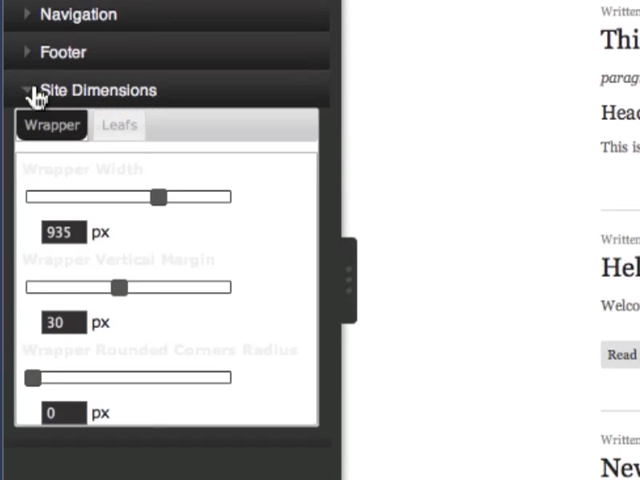 Navigation
Footer
Site Dimensions
Wrapper
Leafs
Wrapper Width
935 px
Wrapper Vertical Margin
30 px
Wrapper Rounded Corners Radius
0 px
Written
Thi
parag
Head
This is
Written
Hel
Welco
Read
Written
New